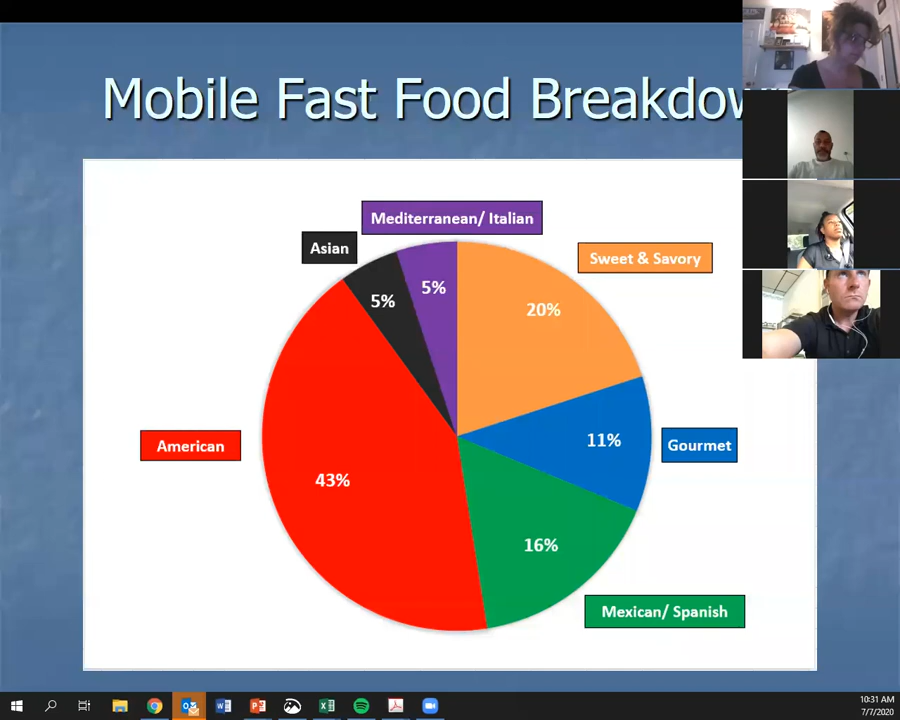 Mobile Fast Food Breakdow
Mediterranean/ Italian
Asian
Sweet & Savory
5%
5%
20%
American
11%
Gourmet
43%
16%
Mexican/ Spanish
10:31 AM
7/7/2020